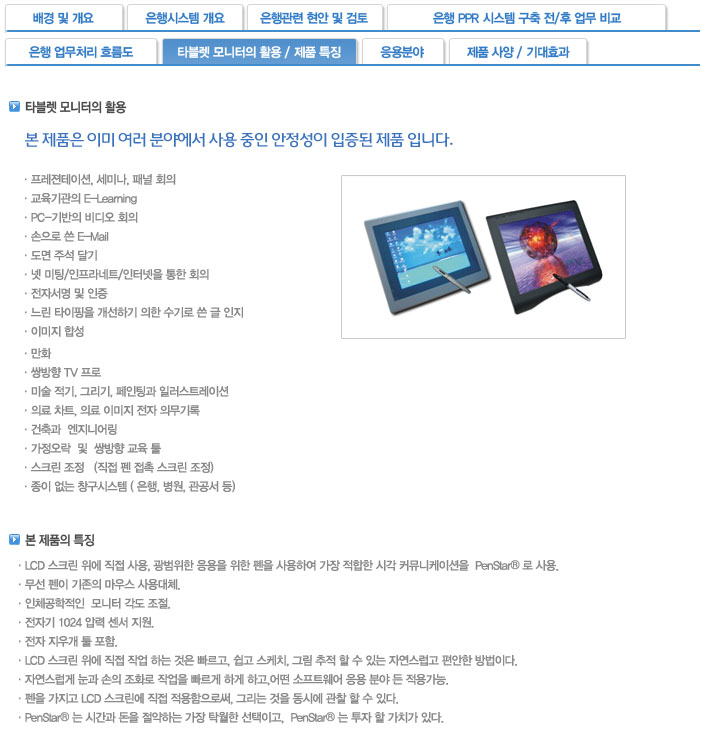 배경 및 개요
은행시스템 개요
은행관련 현안 및 검토
은행 PPR 시스템 구축 전/후 업무 비교
은행 업무처리 흐름도
타블렛 모니터의 활용 / 제품 특징
응용분야
제품 사양 / 기대효과
타블렛 모니터의 활용
본 제품은 이미 여러 분야에서 사용 중인 안정성이 입증된 제품 입니다.
· 프레젼테이션, 세미나, 패널 회의
· 교육기관의 E-Learning
· PC-기반의 비디오 회의
· 손으로 쓴 E-Mail
· 도면 주석 달기
· 넷 미팅/인프라네트/인터넷을 통한 회의
· 전자서명 및 인증
· 느린 타이핑을 개선하기 의한 수기로 쓴 글 인지
· 이미지 합성
· 만화
· 쌍방향 TV 프로
· 미술 적기, 그리기, 페인팅과 일러스트레이션
· 의료 차트, 의료 이미지 전자 의무기록
· 건축과 엔지니어링
· 가정오락 및 쌍방향 교육 툴
· 스크린 조정 (직접 펜 접촉 스크린 조정)
· 종이 없는 창구시스템 ( 은행, 병원, 관공서 등)
본 제품의 특징
· LCD 스크린 위에 직접 사용, 광범위한 응용을 위한 펜을 사용하여 가장 적합한 시각 커뮤니케이션을 PenStar® 로 사용.
· 무선 펜이 기존의 마우스 사용대체.
· 인체공학적인 모니터 각도 조절.
· 전자기 1024 압력 센서 지원.
· 전자 지우개 툴 포함.
· LCD 스크린 위에 직접 작업 하는 것은 빠르고, 쉽고 스케치, 그림 추적 할 수 있는 자연스럽고 편안한 방법이다.
· 자연스럽게 눈과 손의 조화로 작업을 빠르게 하게 하고,어떤 소프트웨어 응용 분야 든 적용가능.
· 펜을 가지고 LCD 스크린에 직접 적용함으로써, 그리는 것을 동시에 관찰 할 수 있다.
· PenStar® 는 시간과 돈을 절약하는 가장 탁월한 선택이고, PenStar® 는 투자 할 가치가 있다.